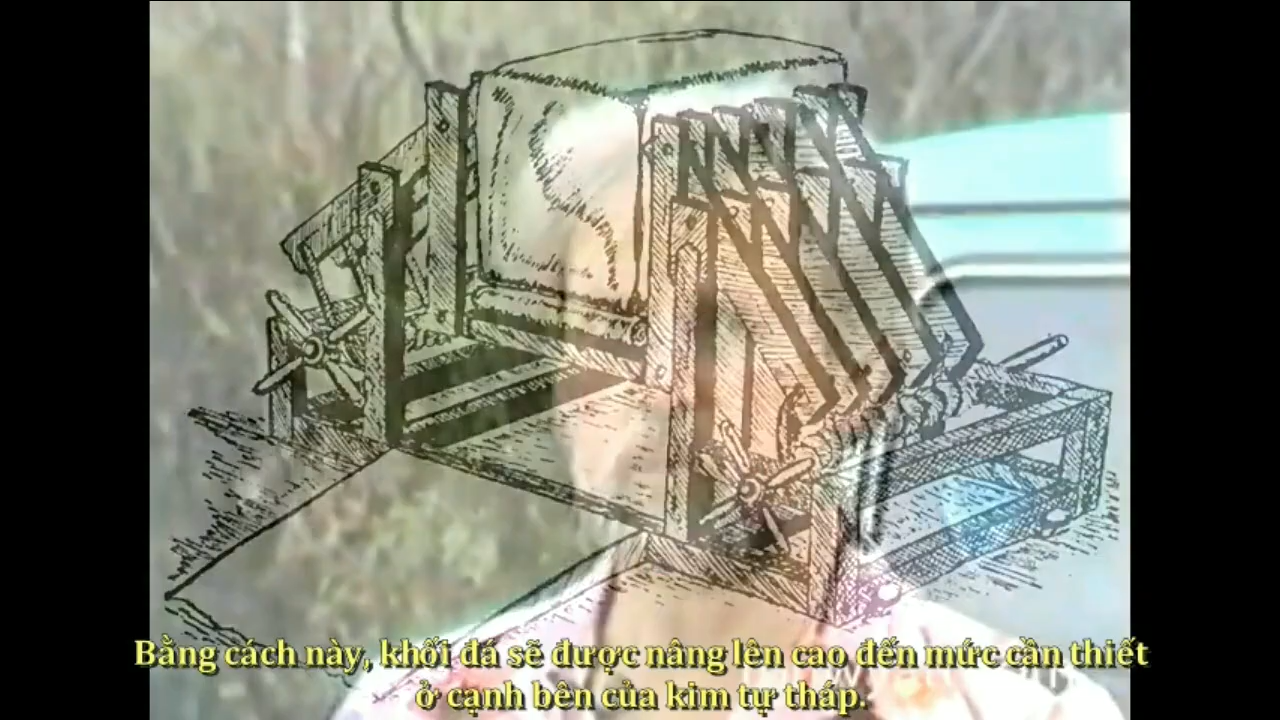 Bằng cách này, khối đá sẽ được nâng lên cao đến mức cần thiết
ở cạnh bên của kim tự tháp.